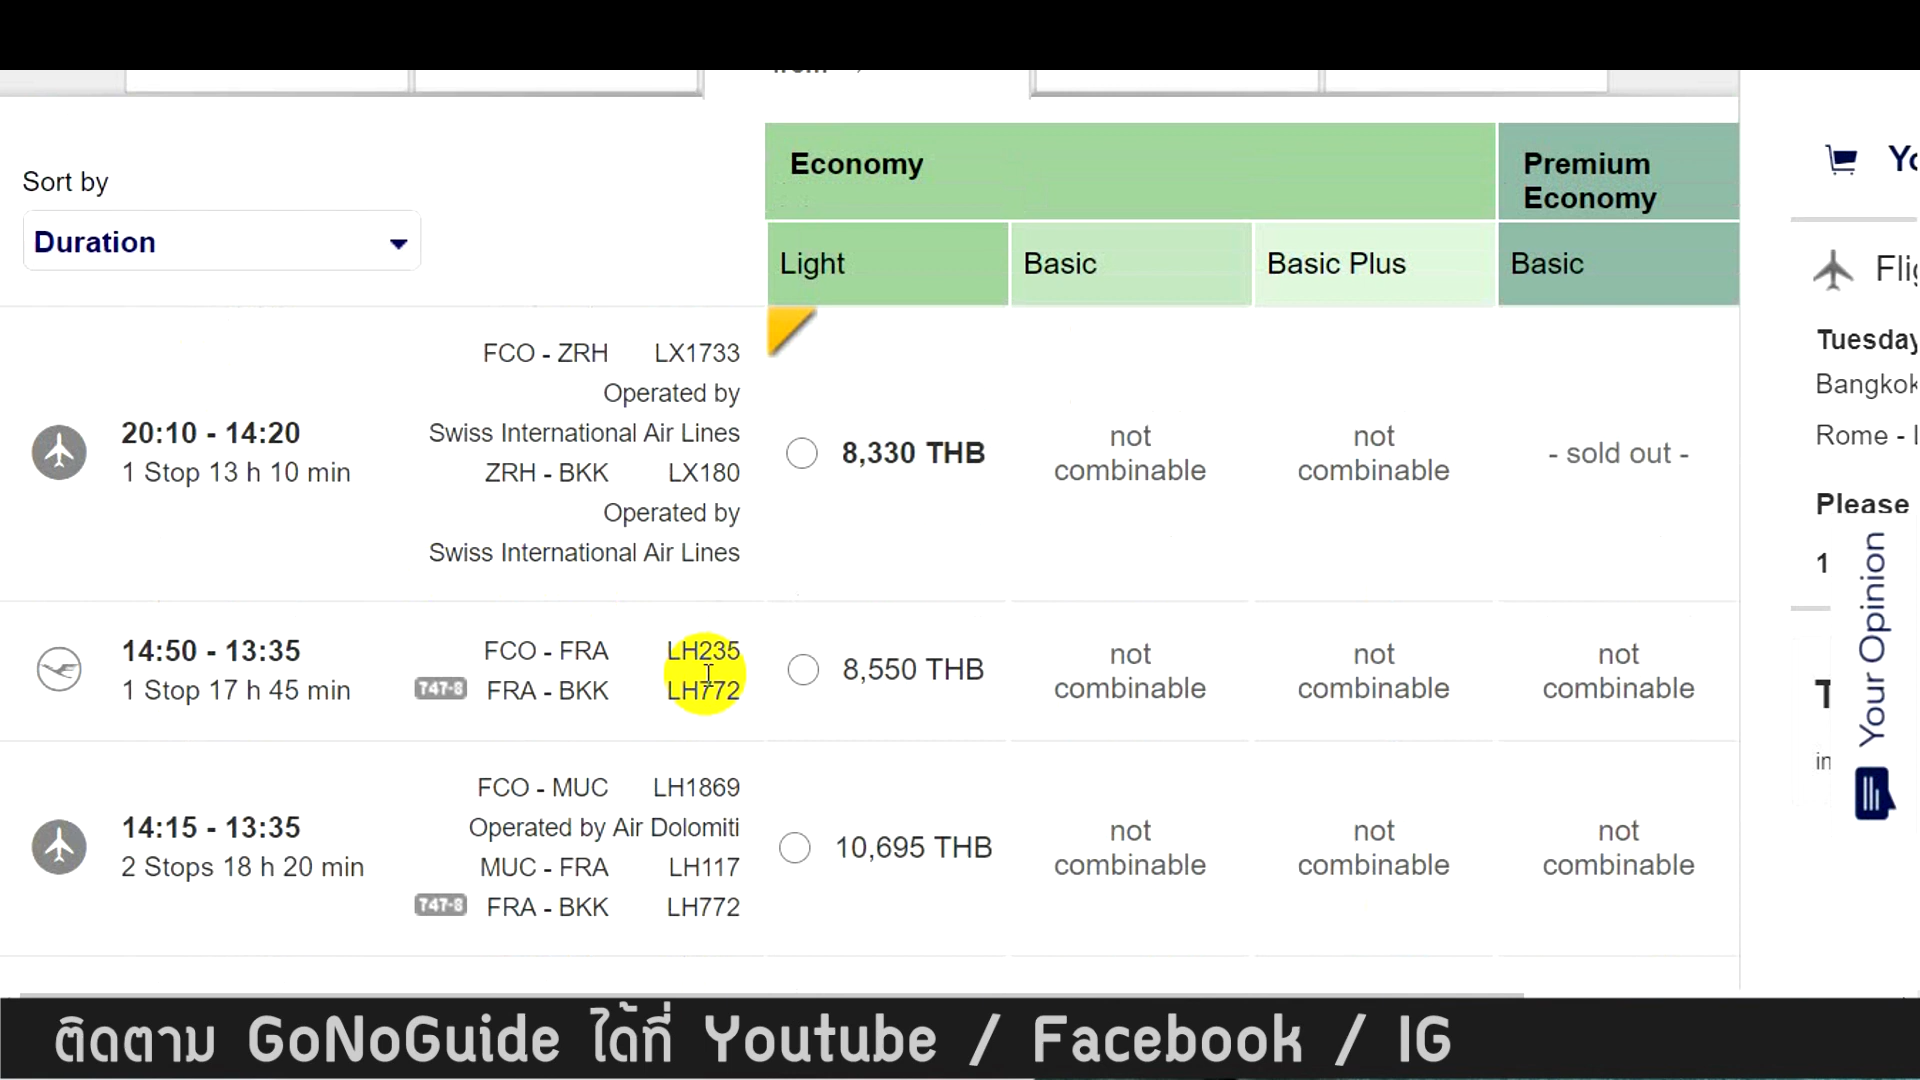 Economy
Premium
Economy
Sort by
Duration
Light
Basic
Basic Plus
Basic
FCO - ZRH LX1733
Operated by
Swiss International Air Lines
ZRH - BKK LX180
Operated by
Swiss International Air Lines
20:10 - 14:20
1 Stop 13 h 10 min
8,330 THB
not
combinable
not
combinable
- sold out -
14:50 - 13:35
1 Stop 17 h 45 min
FCO - FRA LH235
747-8 FRA - BKK LH772
8,550 THB
not
combinable
not
combinable
not
combinable
14:15 - 13:35
2 Stops 18 h 20 min
FCO - MUC LH1869
Operated by Air Dolomiti
MUC - FRA LH117
747-8 FRA - BKK LH772
10,695 THB
not
combinable
not
combinable
not
combinable
Tuesday
Bangkok
Rome -
Please
1
Your Opinion
in
ติดตาม GoNoGuide ได้ที่ Youtube / Facebook / IG